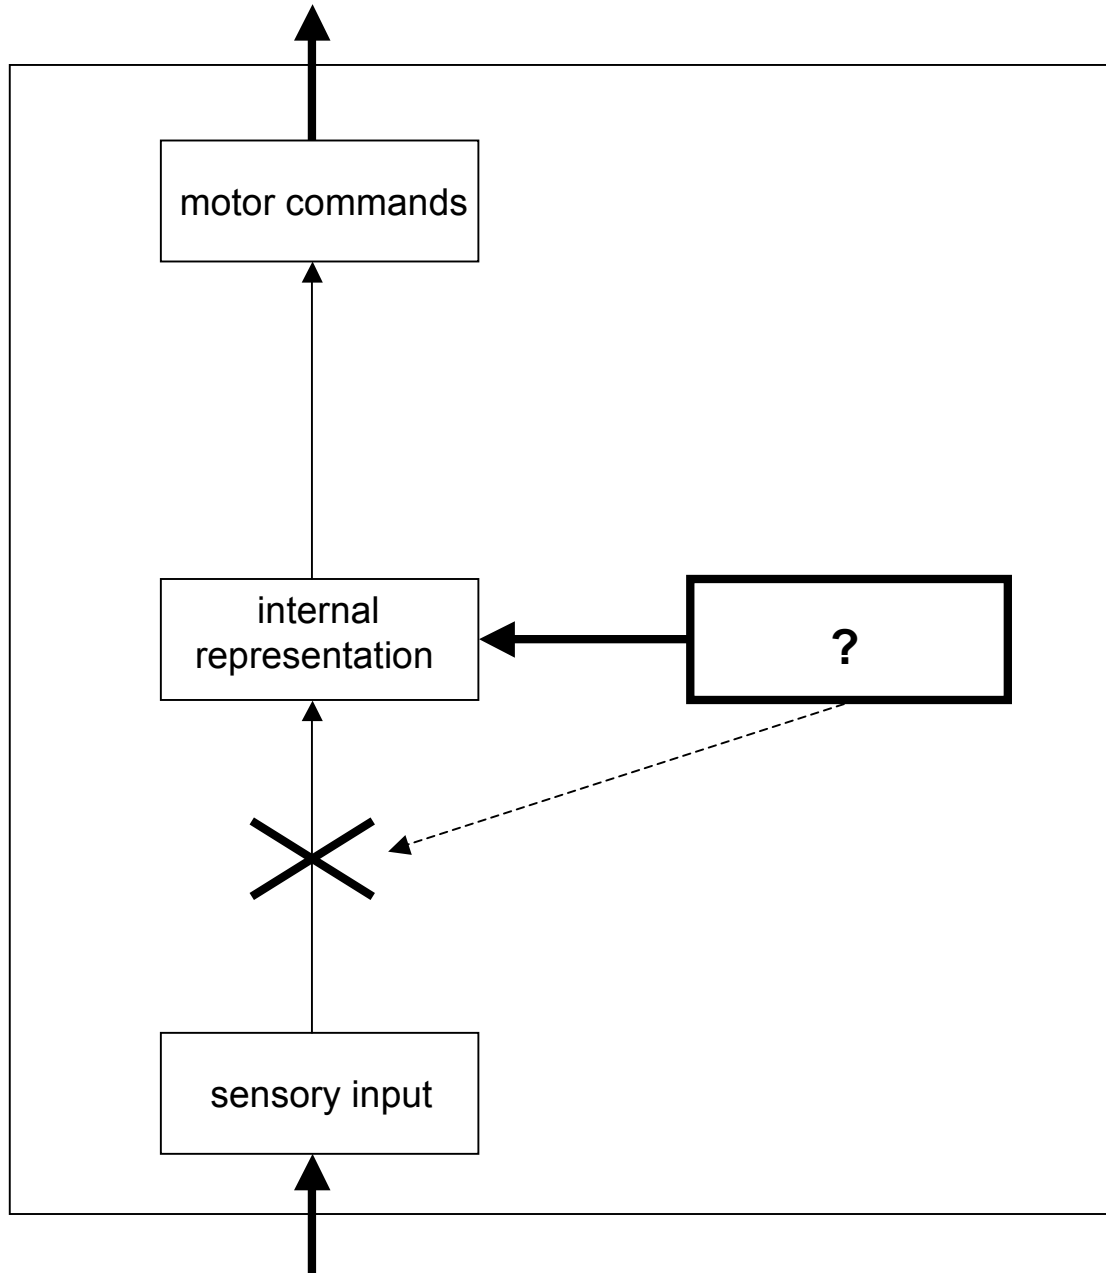 motor commands
internal
representation
?
sensory input